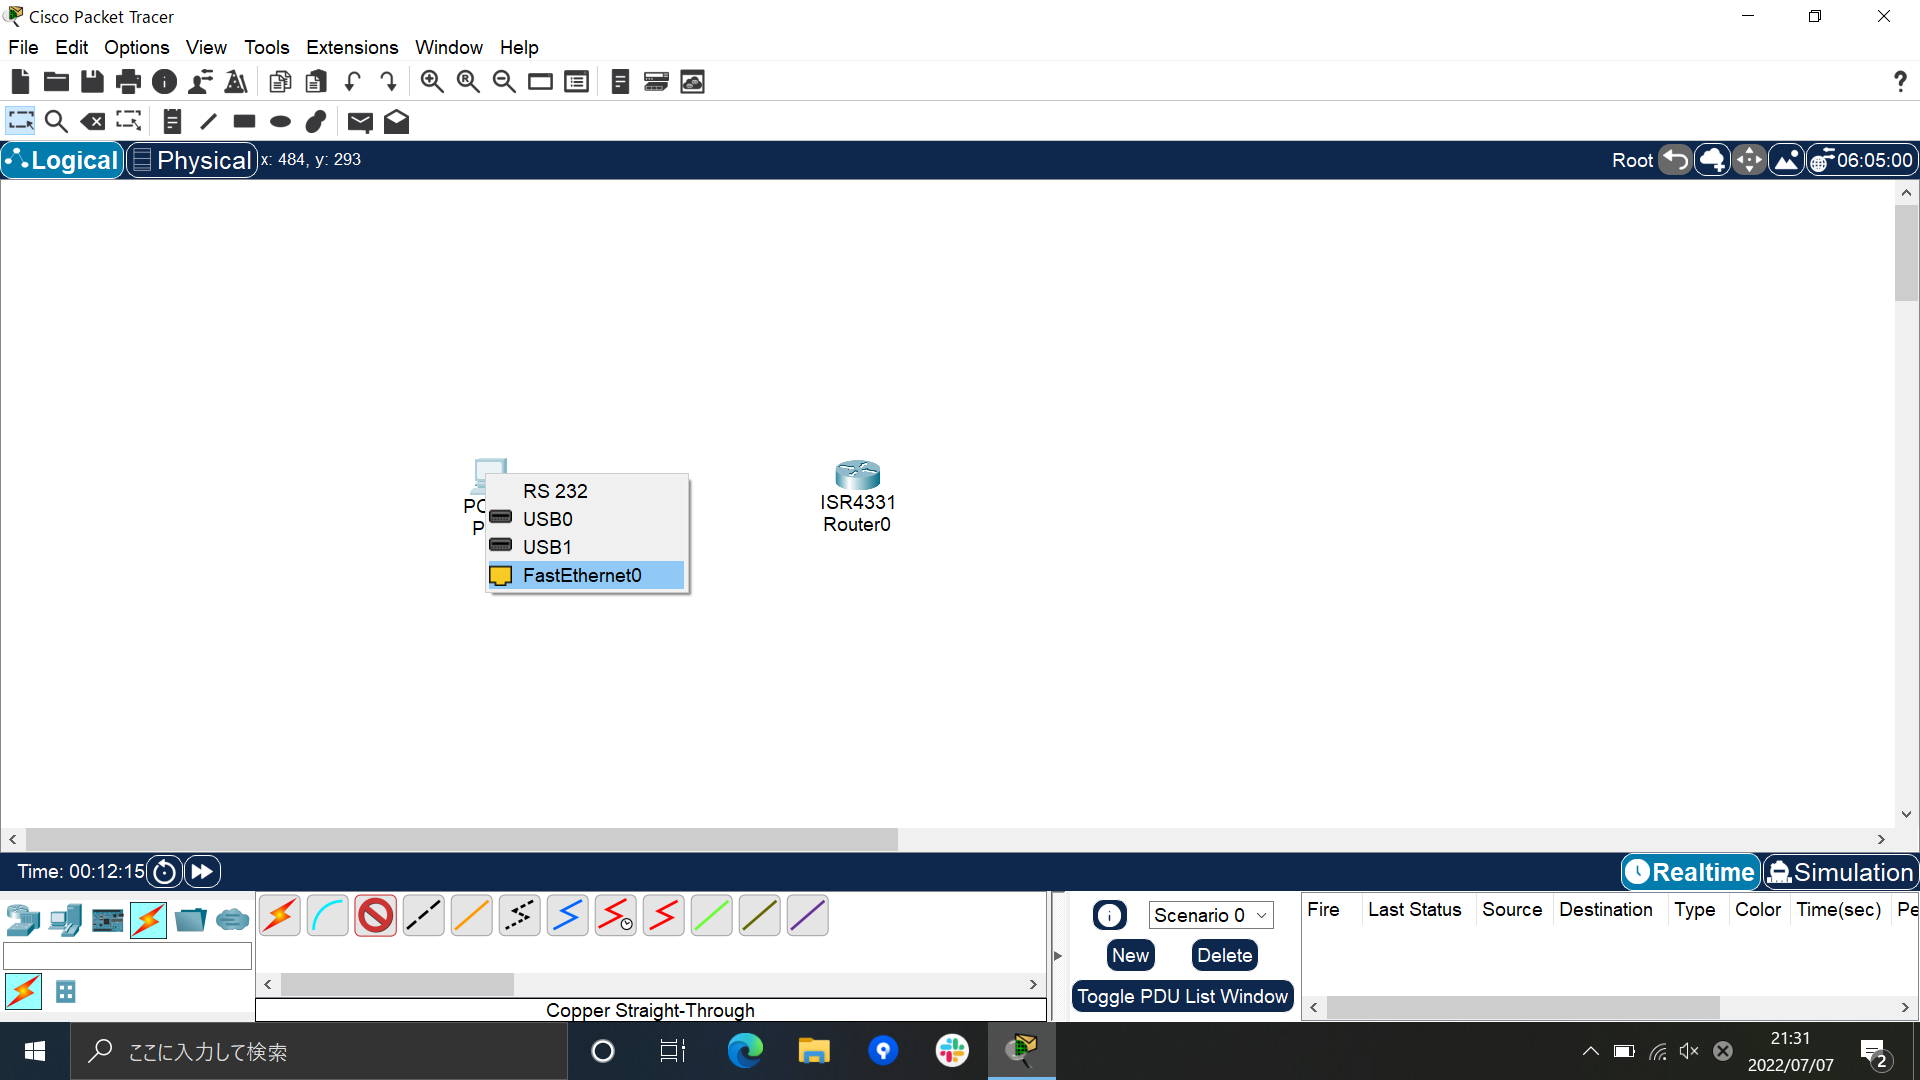 Cisco Packet Tracer
File Edit Options View Tools Extensions Window Help
Logical Physical x: 484, y: 293 Root 06:05:00
RS 232
USB0
USB1
FastEthernet0
PC
P
ISR4331
Router0
Time: 00:12:15 Realtime Simulation
Scenario 0
New Delete
Toggle PDU List Window
Fire Last Status Source Destination Type Color Time(sec) Pe
Copper Straight-Through
ここに入力して検索
21:31
2022/07/07
2